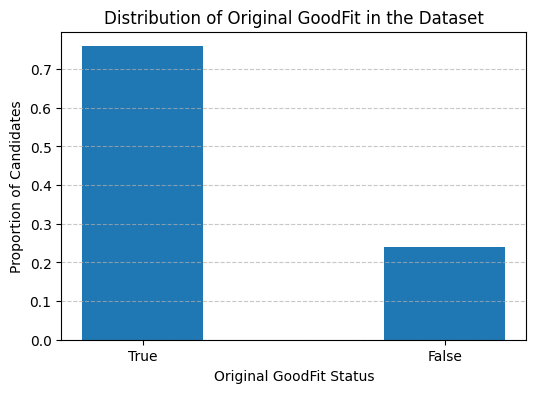 Distribution of Original GoodFit in the Dataset
Proportion of Candidates
0.7
0.6
0.5
0.4
0.3
0.2
0.1
0.0
True
False
Original GoodFit Status